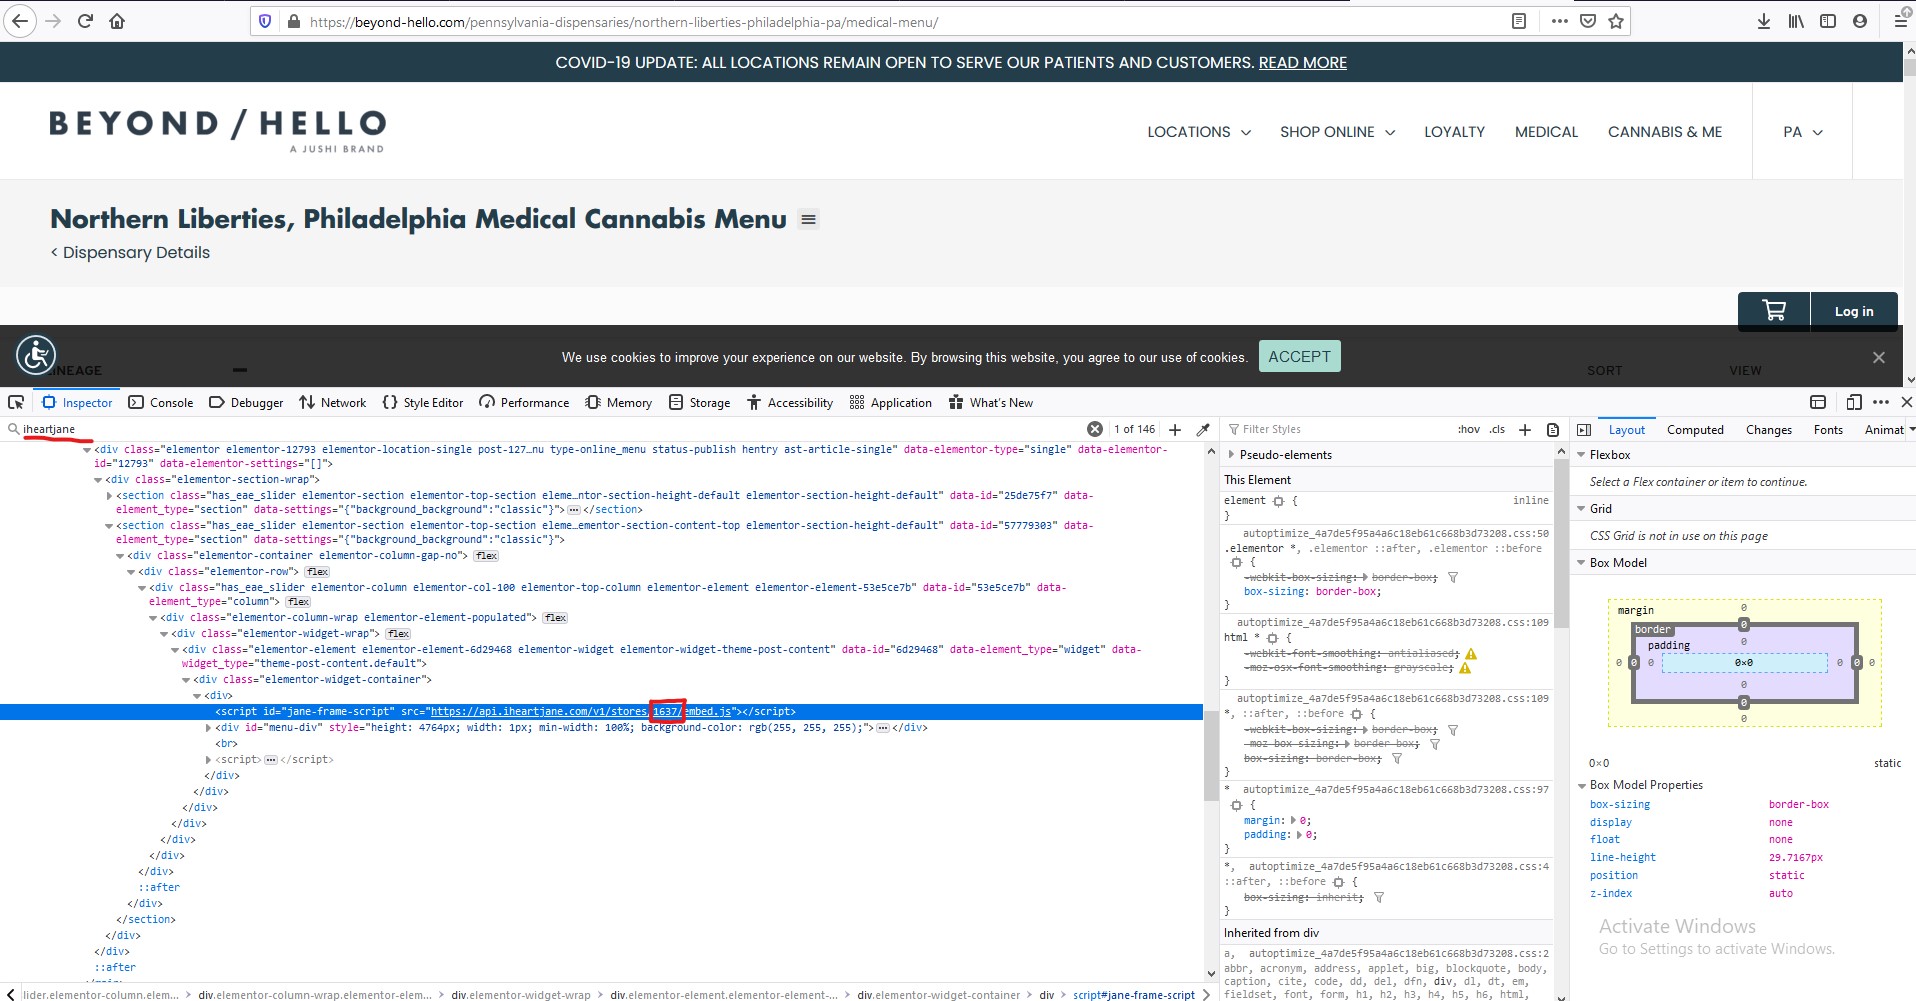 https://beyond-hello.com/pennsylvania-dispensaries/northern-liberties-philadelphia-pa/medical-menu/
COVID-19 UPDATE: ALL LOCATIONS REMAIN OPEN TO SERVE OUR PATIENTS AND CUSTOMERS. READ MORE
BEYOND / HELLO
A JUSHI BRAND
LOCATIONS SHOP ONLINE LOYALTY MEDICAL CANNABIS & ME PA
Northern Liberties, Philadelphia Medical Cannabis Menu
< Dispensary Details
Log in
We use cookies to improve your experience on our website. By browsing this website, you agree to our use of cookies. ACCEPT
LINEAGE SORT VIEW
Inspector Console Debugger Network Style Editor Performance Memory Storage Accessibility Application What's New
iheartjane 1 of 146
<div class="elementor elementor-12793 elementor-location-single post-127…nu type-online_menu status-publish hentry ast-article-single" data-elementor-type="single" data-elementor-
id="12793" data-elementor-settings="[]">
<div class="elementor-section-wrap">
<section class="has_eae_slider elementor-section elementor-top-section eleme…ntor-section-height-default elementor-section-height-default" data-id="25de75f7" data-
element_type="section" data-settings="{"background_background":"classic"}"> </section>
<section class="has_eae_slider elementor-section elementor-top-section eleme…ementor-section-content-top elementor-section-height-default" data-id="57779303" data-
element_type="section" data-settings="{"background_background":"classic"}">
<div class="elementor-container elementor-column-gap-no"> flex
<div class="elementor-row"> flex
<div class="has_eae_slider elementor-column elementor-col-100 elementor-top-column elementor-element elementor-element-53e5ce7b" data-id="53e5ce7b" data-
element_type="column"> flex
<div class="elementor-column-wrap elementor-element-populated"> flex
<div class="elementor-widget-wrap"> flex
<div class="elementor-element elementor-element-6d29468 elementor-widget elementor-widget-theme-post-content" data-id="6d29468" data-element_type="widget" data-
widget_type="theme-post-content.default">
<div class="elementor-widget-container">
<div>
<script id="jane-frame-script" src="https://api.iheartjane.com/v1/stores/1637/embed.js"></script>
<div id="menu-div" style="height: 4764px; width: 1px; min-width: 100%; background-color: rgb(255, 255, 255);"> </div>
<br>
<script> </script>
</div>
</div>
</div>
</div>
</div>
</div>
</div>
::after
</div>
</section>
</div>
</div>
::after
lider.elementor-column.elem… div.elementor-column-wrap.elementor-elem… div.elementor-widget-wrap div.elementor-element.elementor-element-… div.elementor-widget-container div script#jane-frame-script
Filter Styles :hov .cls
Pseudo-elements
This Element
element { inline
}
autoptimize_4a7de5f95a4a6c18eb61c668b3d73208.css:50
.elementor *, .elementor ::after, .elementor ::before
{
-webkit-box-sizing: border-box;
box-sizing: border-box;
}
autoptimize_4a7de5f95a4a6c18eb61c668b3d73208.css:109
html * {
-webkit-font-smoothing: antialiased;
-moz-osx-font-smoothing: grayscale;
}
autoptimize_4a7de5f95a4a6c18eb61c668b3d73208.css:109
*, ::after, ::before {
-webkit-box-sizing: border-box;
-moz-box-sizing: border-box;
box-sizing: border-box;
}
* autoptimize_4a7de5f95a4a6c18eb61c668b3d73208.css:97
{
margin: 0;
padding: 0;
}
*, autoptimize_4a7de5f95a4a6c18eb61c668b3d73208.css:4
::after, ::before {
box-sizing: inherit;
}
Inherited from div
a, autoptimize_4a7de5f95a4a6c18eb61c668b3d73208.css:2
abbr, acronym, address, applet, big, blockquote, body,
caption, cite, code, dd, del, dfn, div, dl, dt, em,
fieldset, font, form, h1, h2, h3, h4, h5, h6, html,
Layout Computed Changes Fonts Animat
Flexbox
Select a Flex container or item to continue.
Grid
CSS Grid is not in use on this page
Box Model
margin 0
border 0
padding 0
0 0 0 0×0 0 0 0
0
0
0
0×0 static
Box Model Properties
box-sizing border-box
display none
float none
line-height 29.7167px
position static
z-index auto
Activate Windows
Go to Settings to activate Windows.